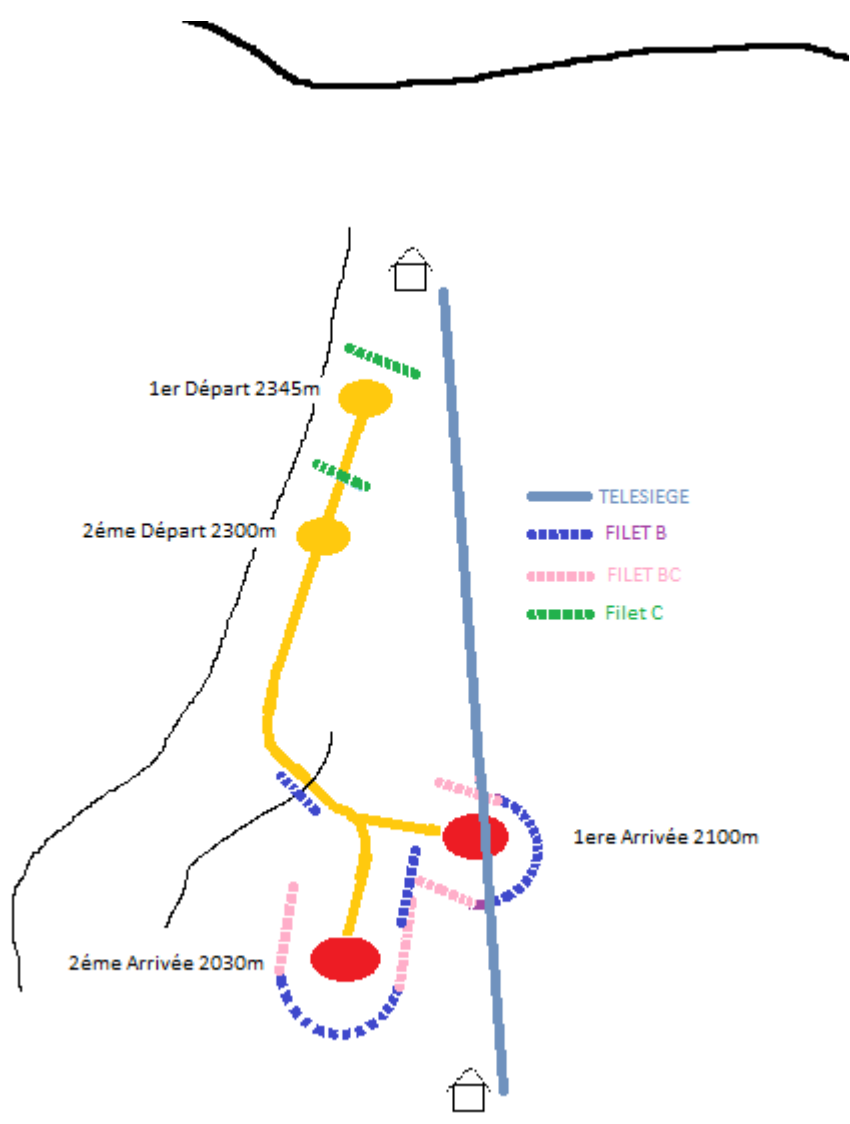 1er Départ 2345m
2éme Départ 2300m
TELESIEGE
FILET B
FILET BC
Filet C
1ere Arrivée 2100m
2éme Arrivée 2030m